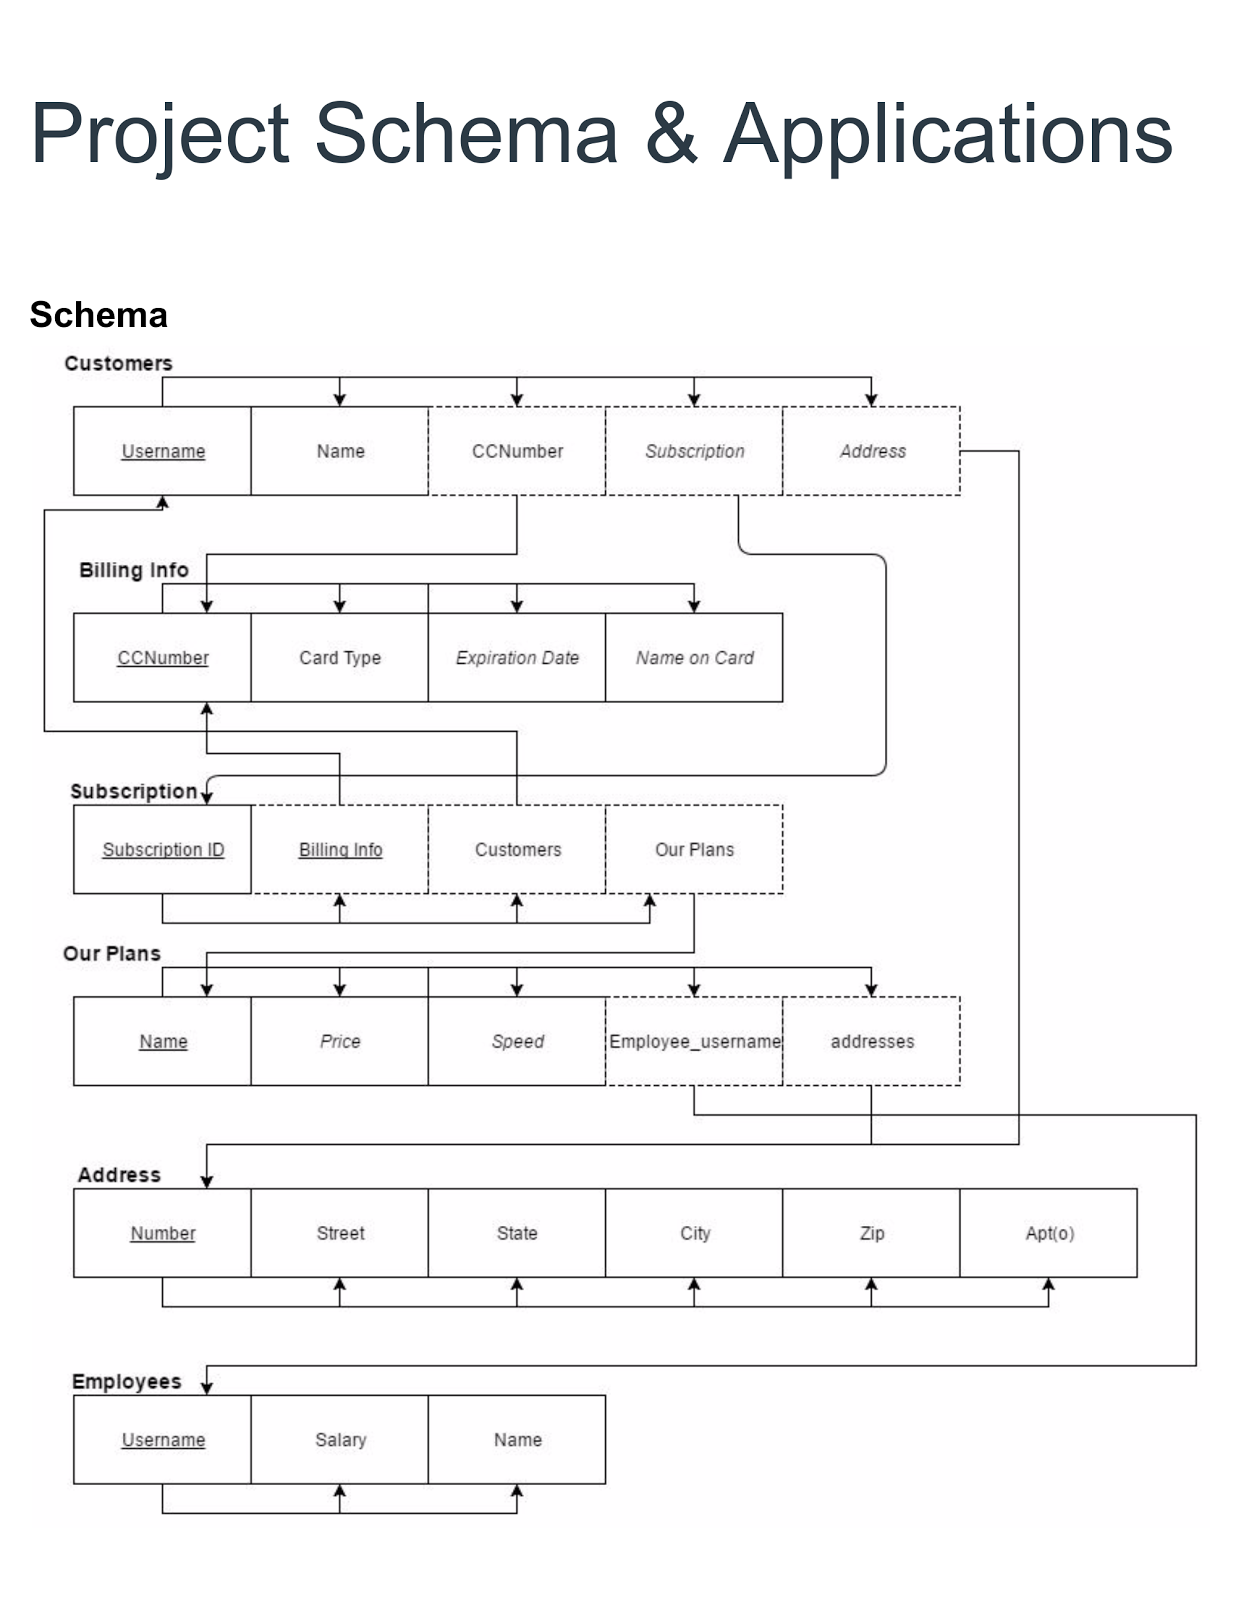 Project Schema & Applications
Schema
Customers
Username Name CCNumber Subscription Address
Billing Info
CCNumber Card Type Expiration Date Name on Card
Subscription
Subscription ID Billing Info Customers Our Plans
Our Plans
Name Price Speed Employee_username addresses
Address
Number Street State City Zip Apt(o)
Employees
Username Salary Name